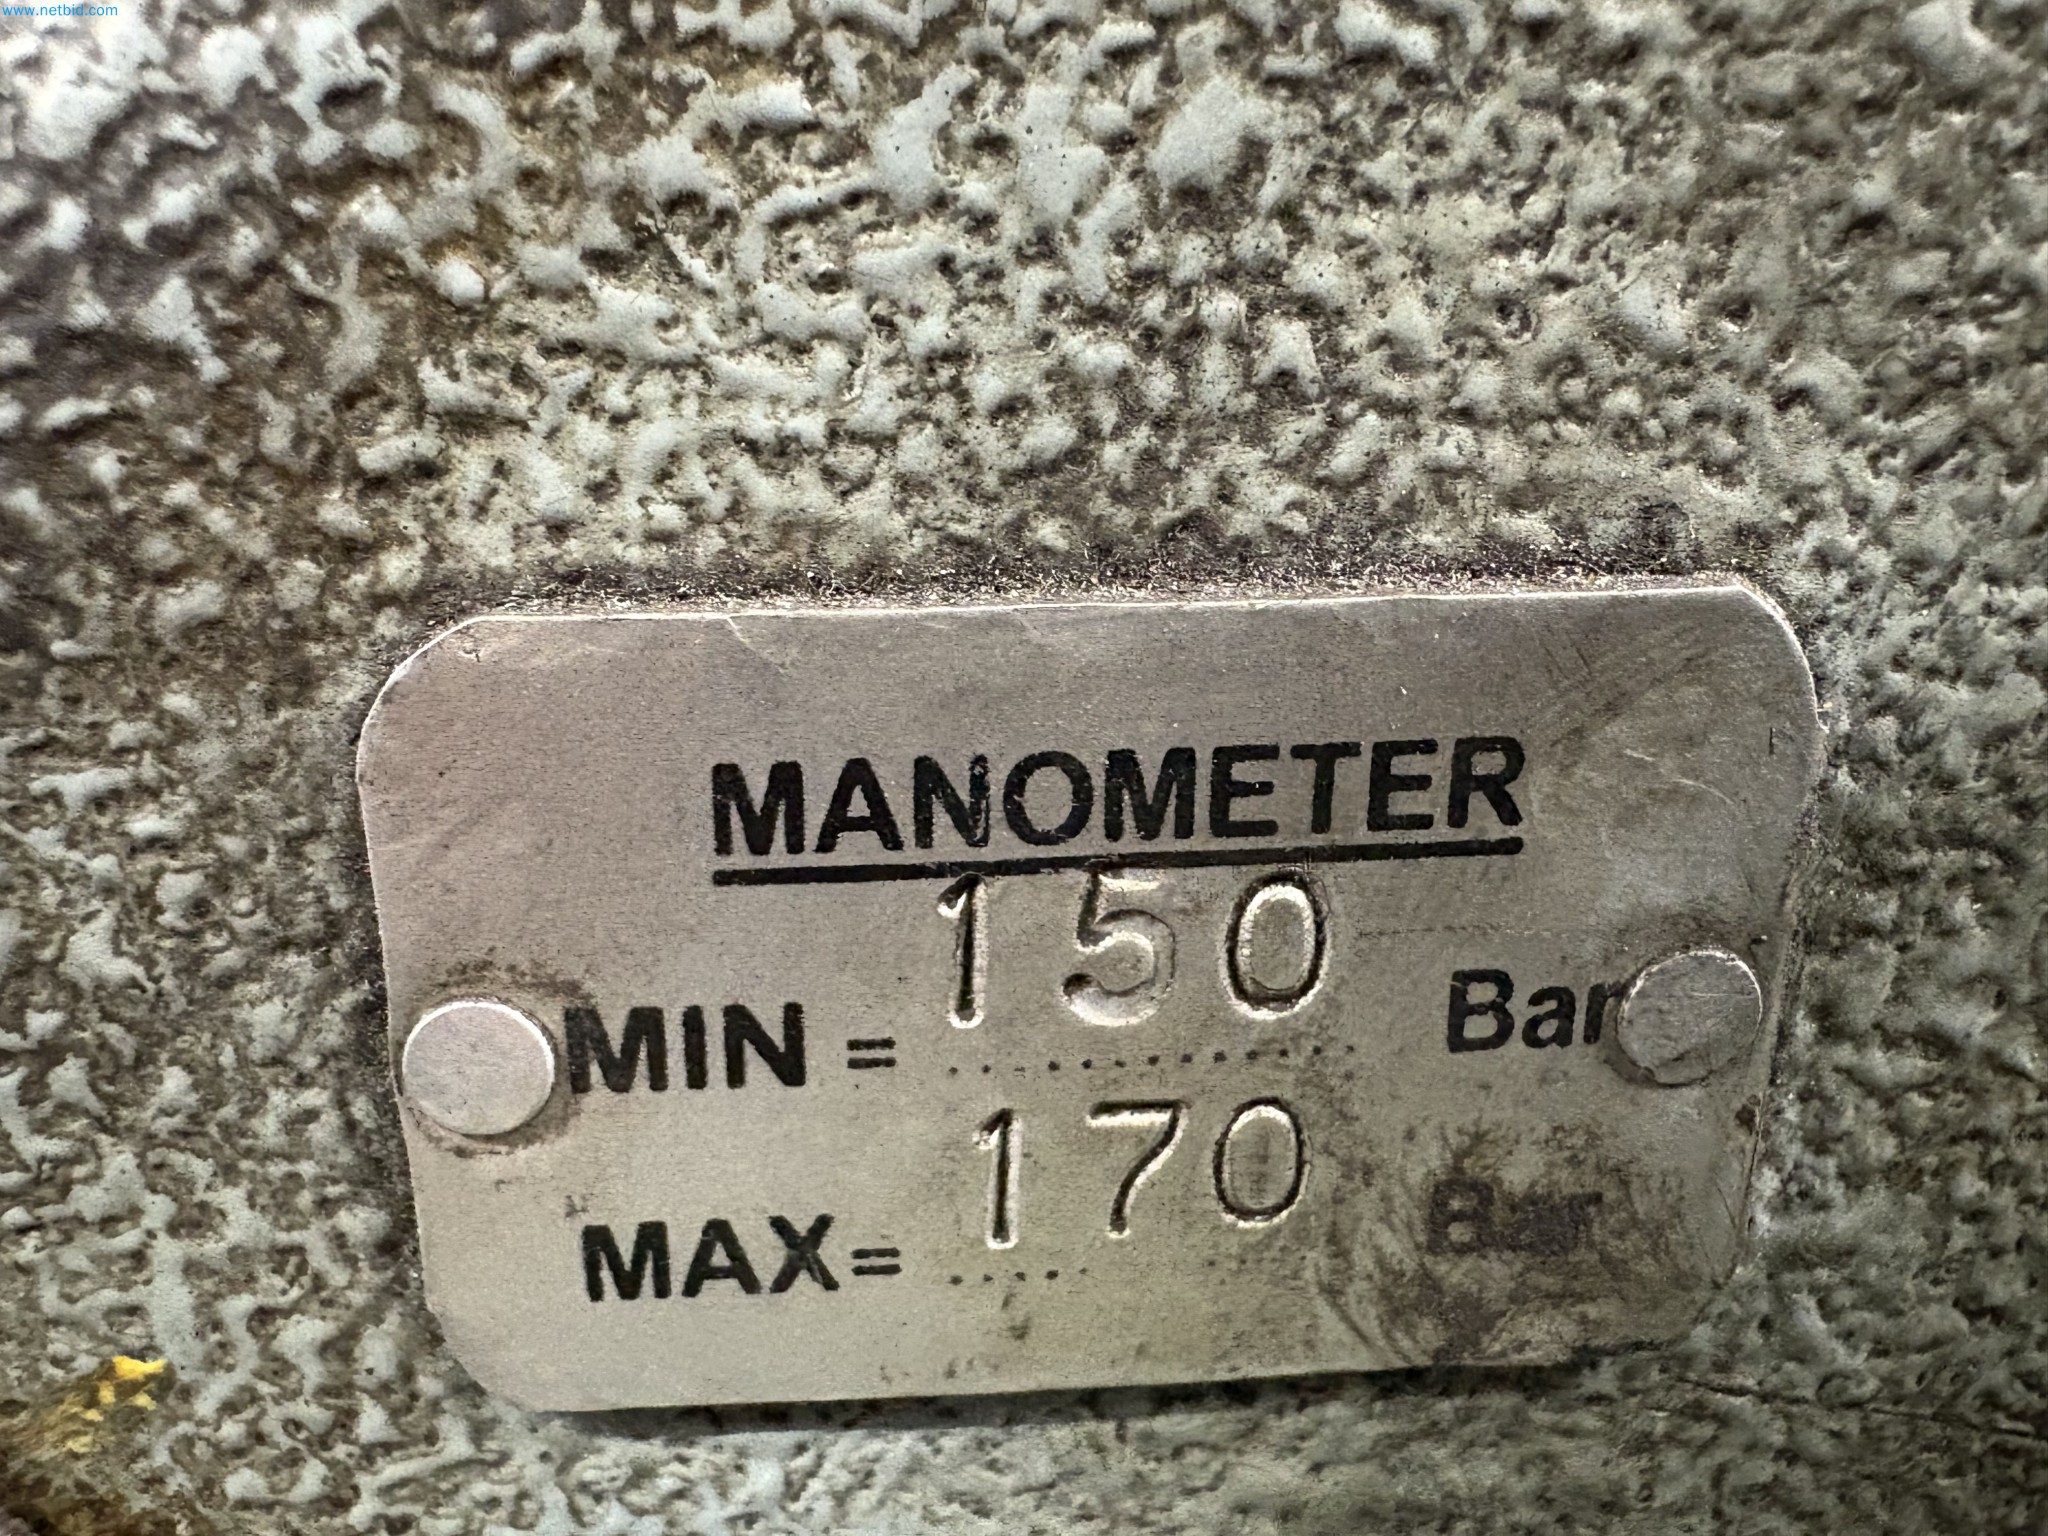 www.netbid.com
MANOMETER
MIN = 150 Bar
MAX = 170 Bar